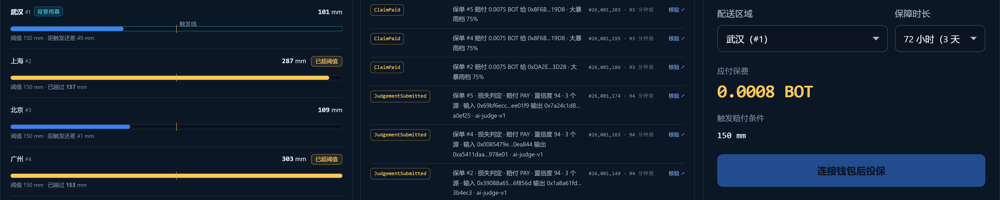 武汉 #1 背景雨幕 101 mm
触发线
阈值 150 mm · 距触发还差 49 mm
上海 #2 287 mm 已超阈值
阈值 150 mm · 已越过 137 mm
北京 #3 109 mm
阈值 150 mm · 距触发还差 41 mm
广州 #4 303 mm 已超阈值
阈值 150 mm · 已越过 153 mm
ClaimPaid 保单 #5 赔付 0.0075 BOT 给 0x8F6B...19D8 · 大暴 #26,001,203 · 93 分钟前 核验 ↗
雨档 75%
ClaimPaid 保单 #4 赔付 0.0075 BOT 给 0x8F6B...19D8 · 大暴 #26,001,195 · 93 分钟前 核验 ↗
雨档 75%
ClaimPaid 保单 #2 赔付 0.0075 BOT 给 0xDA2E...3D28 · 大 #26,001,186 · 93 分钟前 核验 ↗
暴雨档 75%
JudgementSubmitted 保单 #5 · 损失判定 · 赔付 PAY · 置信度 94 · 3 个 #26,001,174 · 94 分钟前 核验 ↗
源 · 输入 0x69bf6ecc...ee01f9 输出 0x7a24c1d8...
a0ef25 · ai-judge-v1
JudgementSubmitted 保单 #4 · 损失判定 · 赔付 PAY · 置信度 94 · 3 个 #26,001,163 · 94 分钟前 核验 ↗
源 · 输入 0x0085479e...0ea844 输出
0xa5411daa...978e01 · ai-judge-v1
JudgementSubmitted 保单 #2 · 损失判定 · 赔付 PAY · 置信度 94 · 3 个 #26,001,149 · 94 分钟前 核验 ↗
源 · 输入 0x39088a65...6f856d 输出 0x1a8a61fd...
3b4ec3 · ai-judge-v1
配送区域 保障时长
武汉（#1） 72 小时（3 天
应付保费
0.0008 BOT
触发赔付条件
150 mm
连接钱包后投保